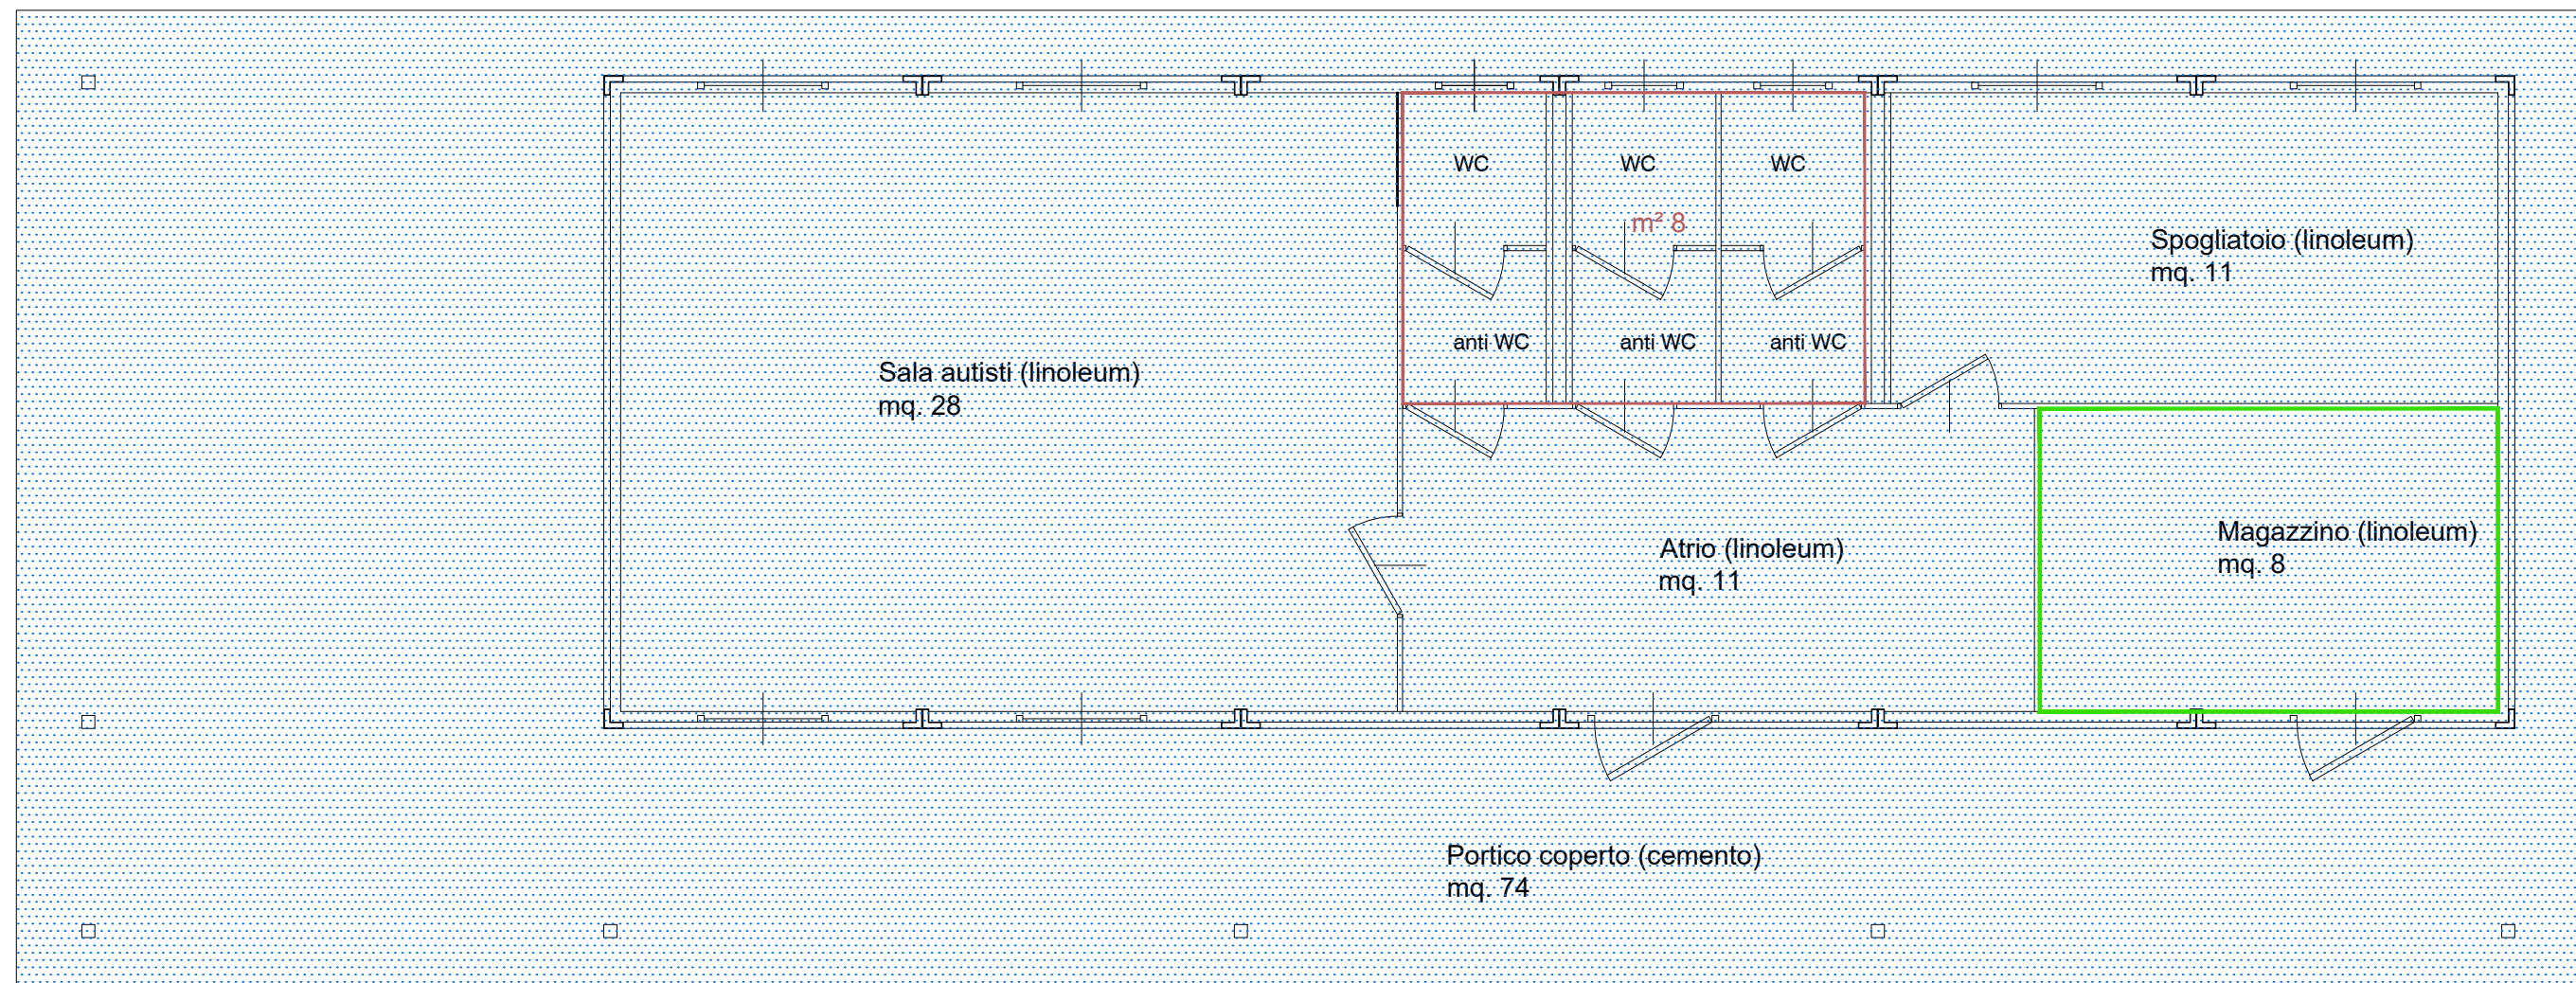 WC
WC
WC
m² 8
Spogliatoio (linoleum)
mq. 11
anti WC
anti WC
anti WC
Sala autisti (linoleum)
mq. 28
Magazzino (linoleum)
mq. 8
Atrio (linoleum)
mq. 11
Portico coperto (cemento)
mq. 74